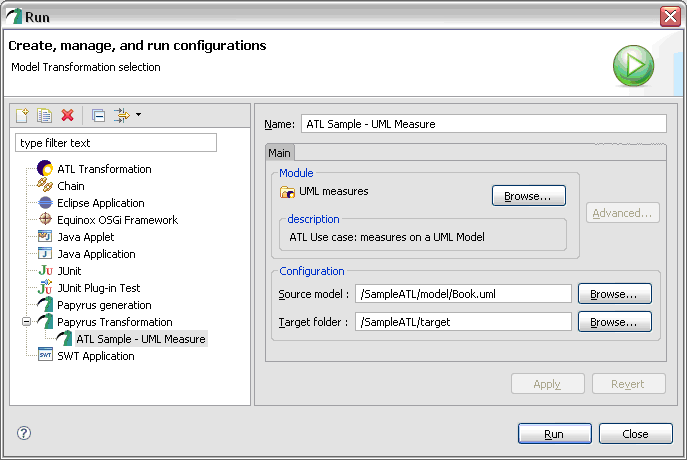 Run
Create, manage, and run configurations
Model Transformation selection
type filter text
ATL Transformation
Chain
Eclipse Application
Equinox OSGi Framework
Java Applet
Java Application
JUnit
JUnit Plug-in Test
Papyrus generation
Papyrus Transformation
ATL Sample - UML Measure
SWT Application
Name: ATL Sample - UML Measure
Main
Module
UML measures Browse...
Advanced...
description
ATL Use case: measures on a UML Model
Configuration
Source model : /SampleATL/model/Book.uml Browse...
Target folder : /SampleATL/target Browse...
Apply Revert
Run Close